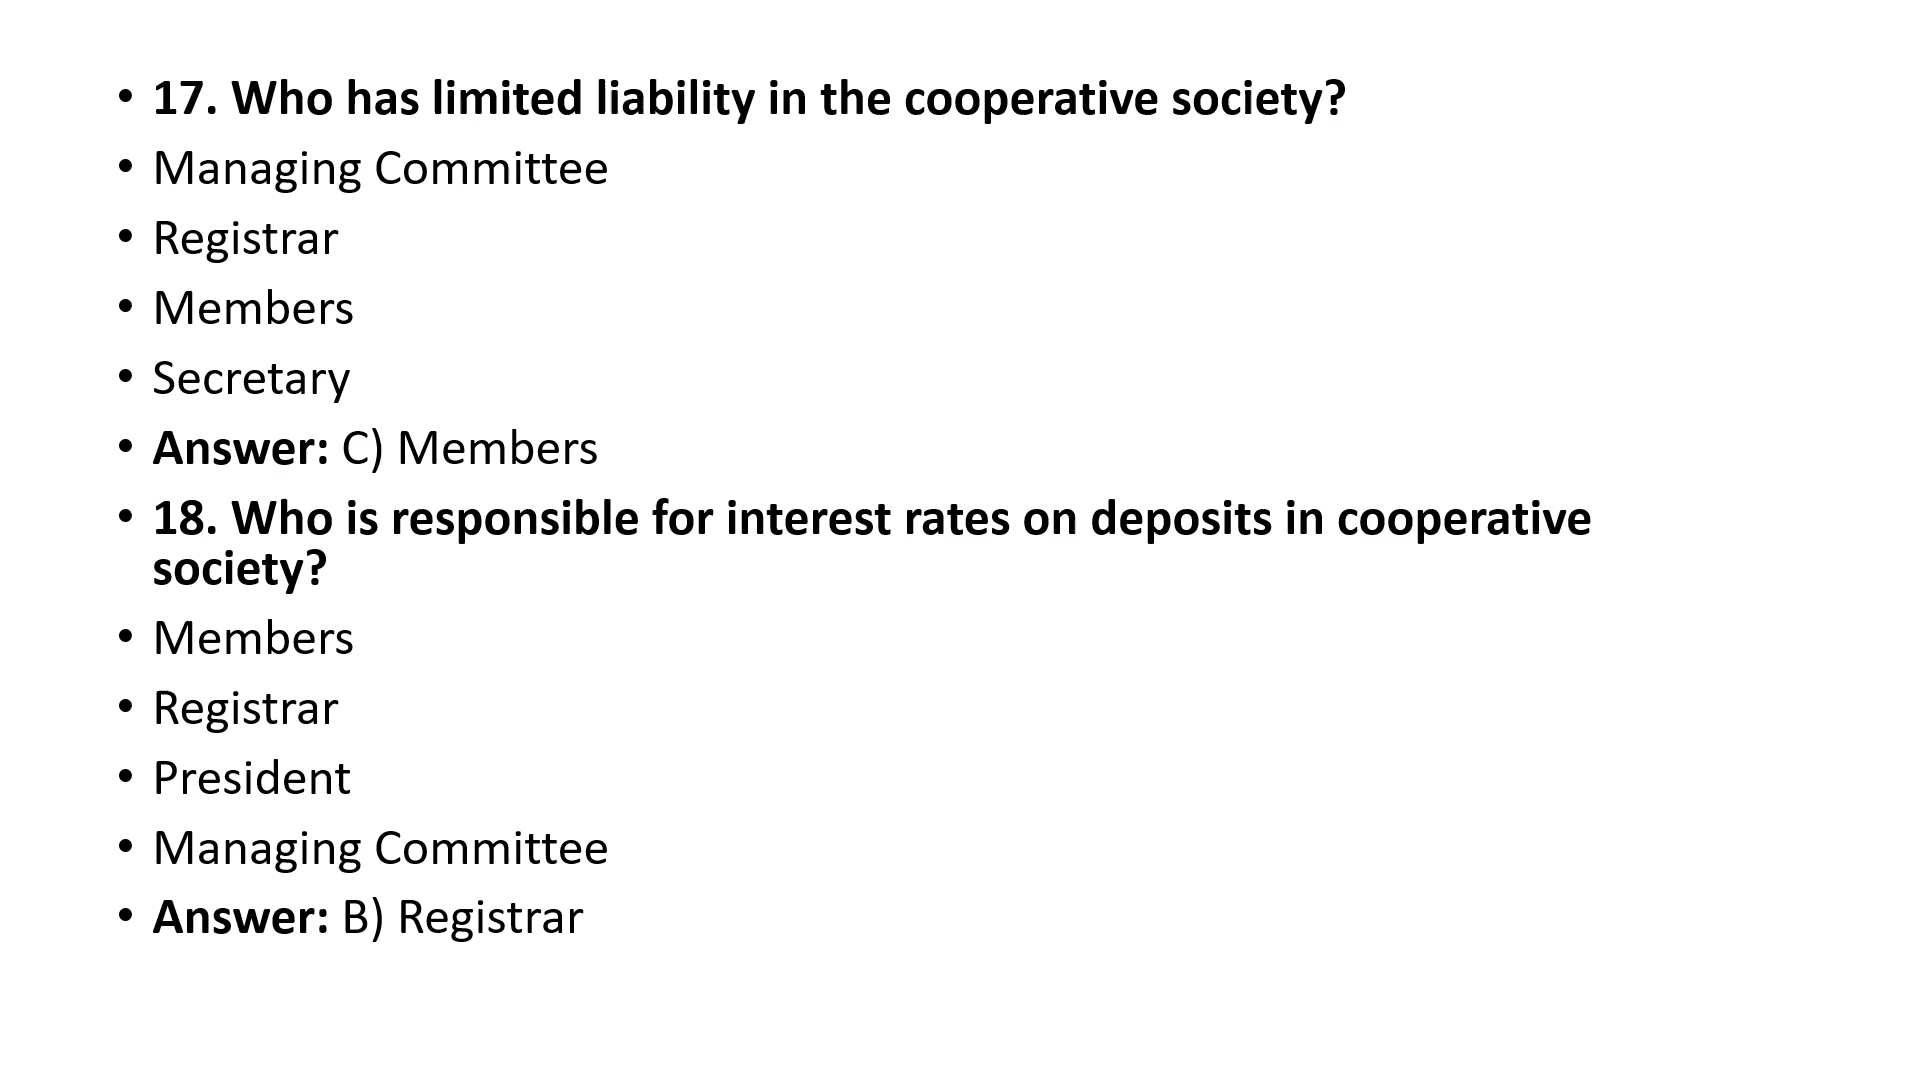 • 17. Who has limited liability in the cooperative society?
• Managing Committee
• Registrar
• Members
• Secretary
• Answer: C) Members
• 18. Who is responsible for interest rates on deposits in cooperative
society?
• Members
• Registrar
• President
• Managing Committee
• Answer: B) Registrar